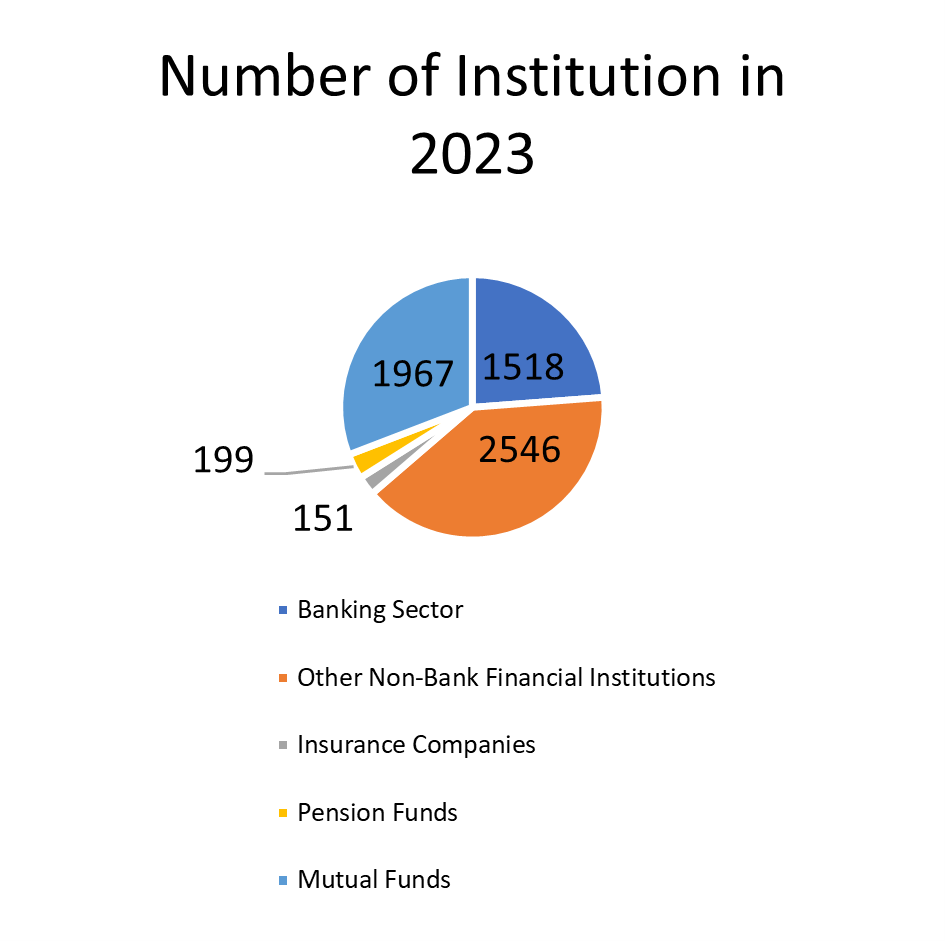 Number of Institution in
2023
1967
1518
2546
199
151
Banking Sector
Other Non-Bank Financial Institutions
Insurance Companies
Pension Funds
Mutual Funds